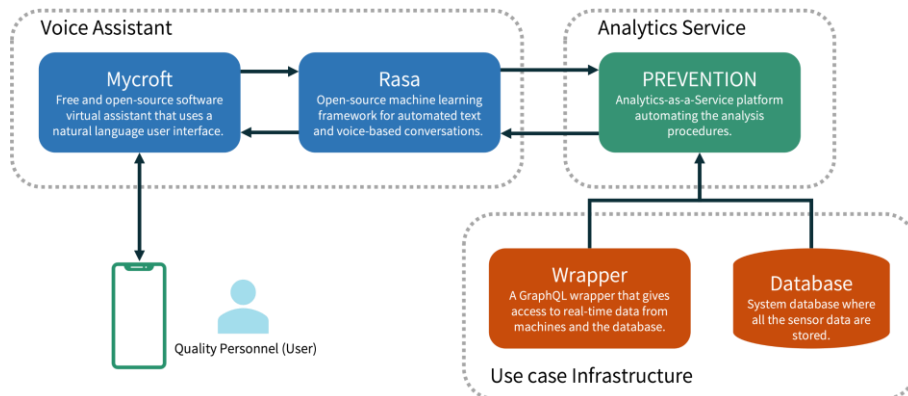 Voice Assistant
Analytics Service
Mycroft
Free and open-source software
virtual assistant that uses a
natural language user interface.
Rasa
Open-source machine learning
framework for automated text
and voice-based conversations.
PREVENTION
Analytics-as-a-Service platform
automating the analysis
procedures.
Wrapper
A GraphQL wrapper that gives
access to real-time data from
machines and the database.
Database
System database where
all the sensor data are
stored.
Quality Personnel (User)
Use case Infrastructure